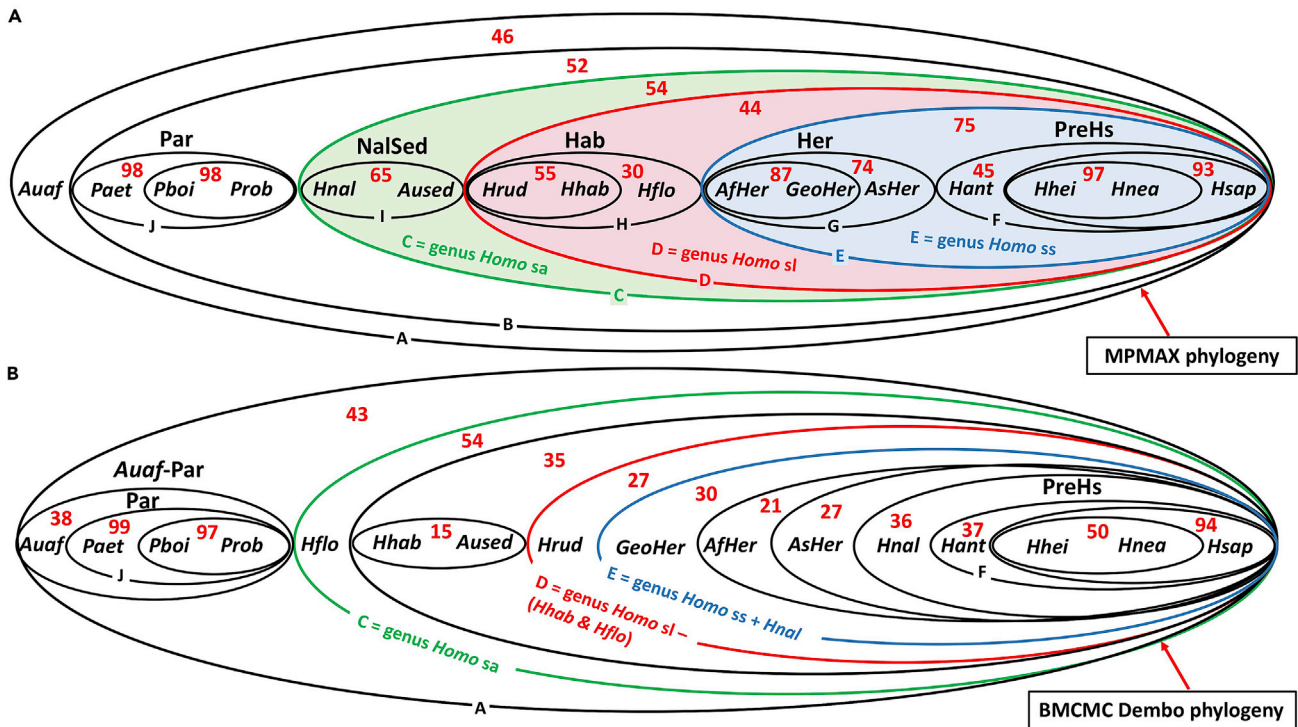 A
46
52
54
44
75
Par
NalSed
Hab
Her
PreHs
98
98
65
55
30
87
74
45
97
93
Auaf
Paet
Pboi
Prob
Hnal
Aused
Hrud
Hhab
Hflo
AfHer
GeoHer
AsHer
Hant
Hhei
Hnea
Hsap
J
I
H
G
F
C = genus Homo sa
D = genus Homo sl
E = genus Homo ss
E
D
C
B
A
MPMAX phylogeny
B
43
54
35
27
30
21
27
36
37
50
94
Auaf-Par
Par
PreHs
38
99
97
15
Auaf
Paet
Pboi
Prob
Hflo
Hhab
Aused
Hrud
GeoHer
AfHer
AsHer
Hnal
Hant
Hhei
Hnea
Hsap
J
F
E = genus Homo ss + Hnal
D = genus Homo sl –
(Hhab & Hflo)
C = genus Homo sa
A
BMCMC Dembo phylogeny